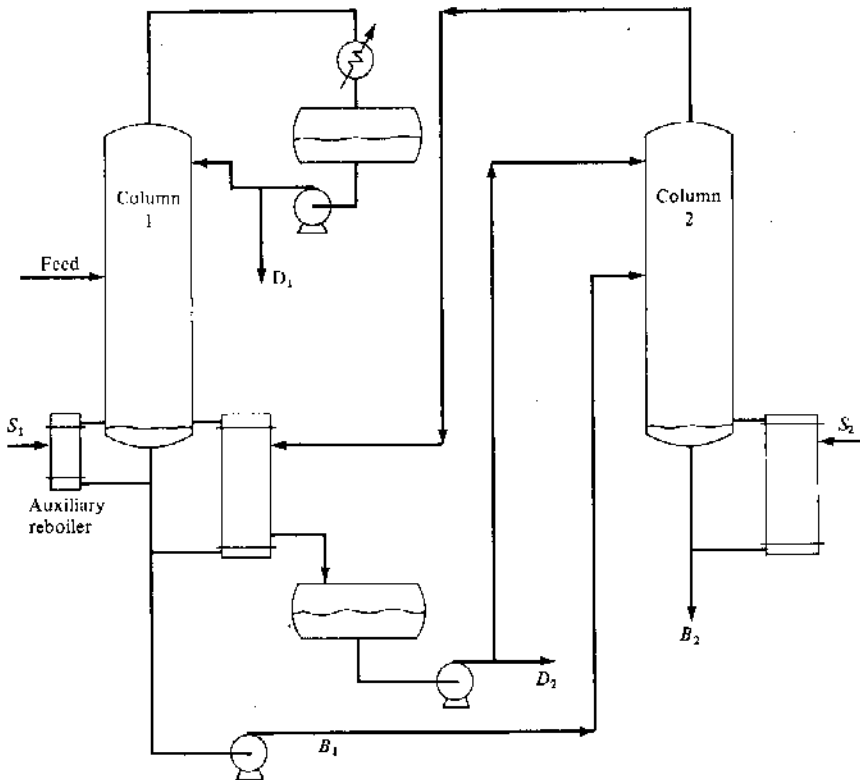 Column
1
Column
2
Feed
D₁
S₁
S₂
Auxiliary
reboiler
B₂
D₂
B₁